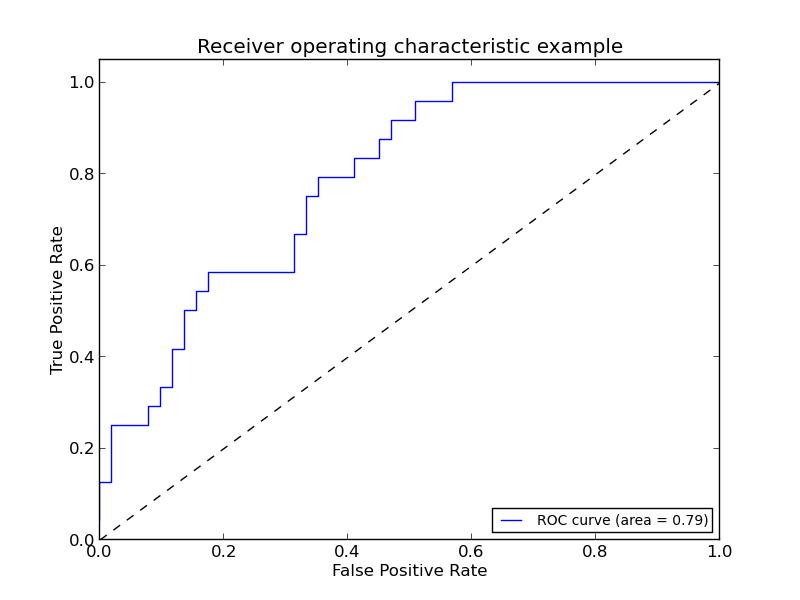 Receiver operating characteristic example
1.0
0.8
0.6
0.4
0.2
0.0
True Positive Rate
ROC curve (area = 0.79)
0.0 0.2 0.4 0.6 0.8 1.0
False Positive Rate